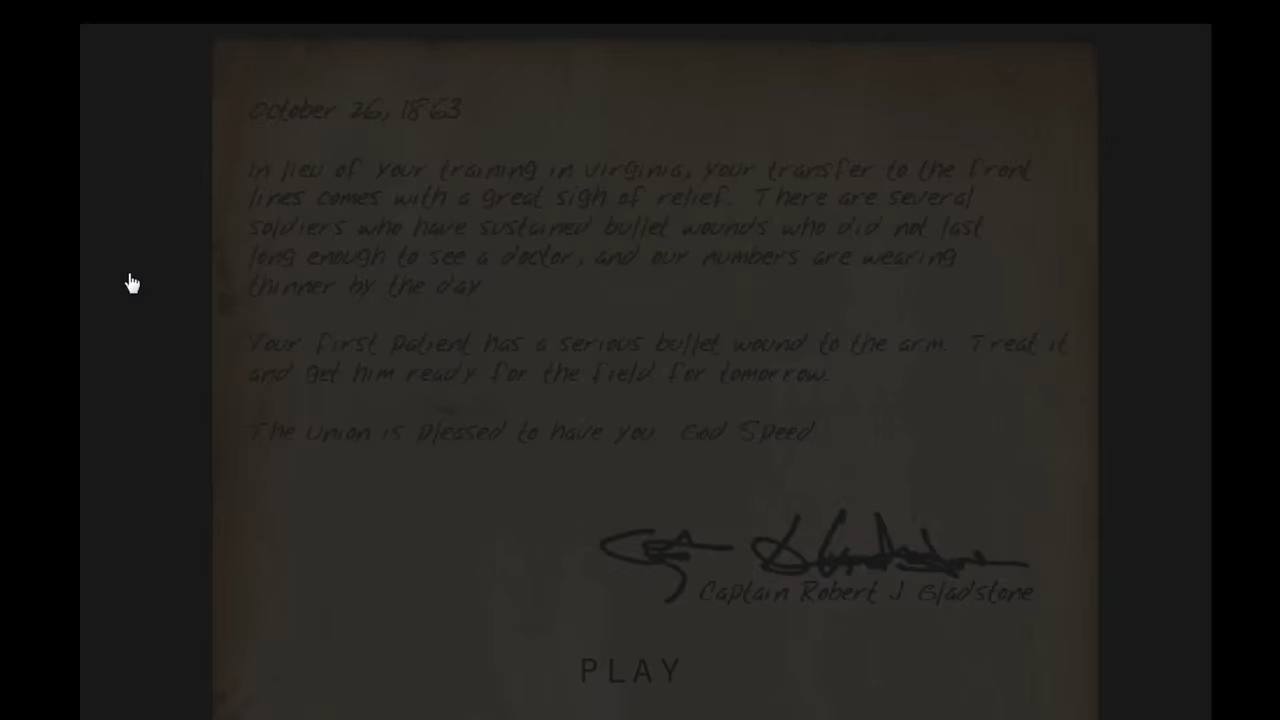 October 26, 1863
In lieu of your training in Virginia, your transfer to the front
lines comes with a great sigh of relief. There are several
soldiers who have sustained bullet wounds who did not last
long enough to see a doctor, and our numbers are wearing
thinner by the day
Your first patient has a serious bullet wound to the arm. Treat it
and get him ready for the field for tomorrow.
The Union is pleased to have you. God Speed
Captain Robert J Gladstone
PLAY